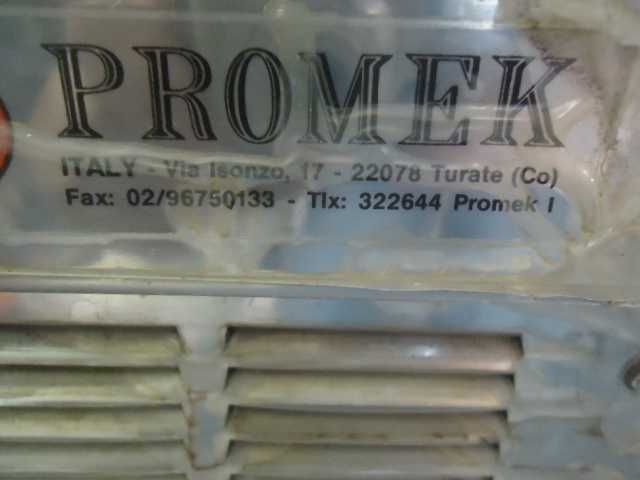 PROMEK
ITALY - Via Isonzo, 17 - 22078 Turate (Co)
Fax: 02/96750133 - Tlx: 322644 Promek I